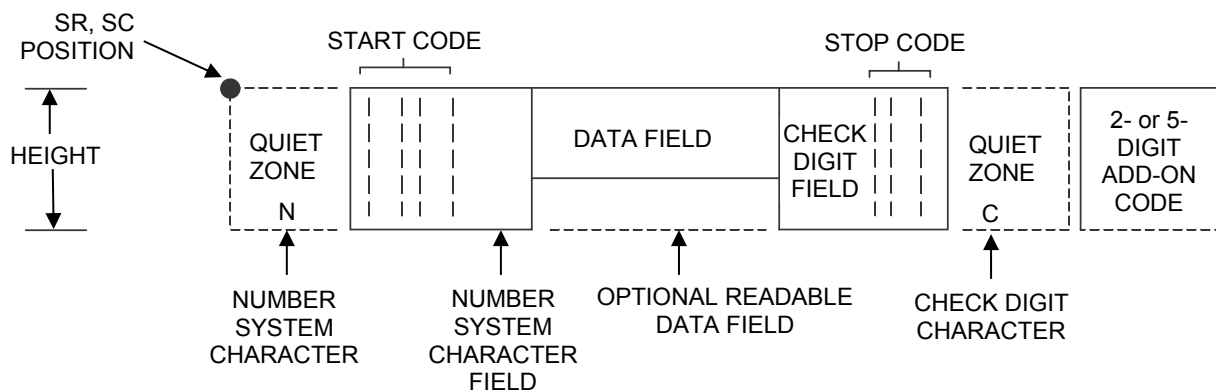 SR, SC
POSITION
START CODE
STOP CODE
HEIGHT
QUIET
ZONE
N
DATA FIELD
CHECK
DIGIT
FIELD
QUIET
ZONE
C
2- or 5-
DIGIT
ADD-ON
CODE
NUMBER
SYSTEM
CHARACTER
NUMBER
SYSTEM
CHARACTER
FIELD
OPTIONAL READABLE
DATA FIELD
CHECK DIGIT
CHARACTER